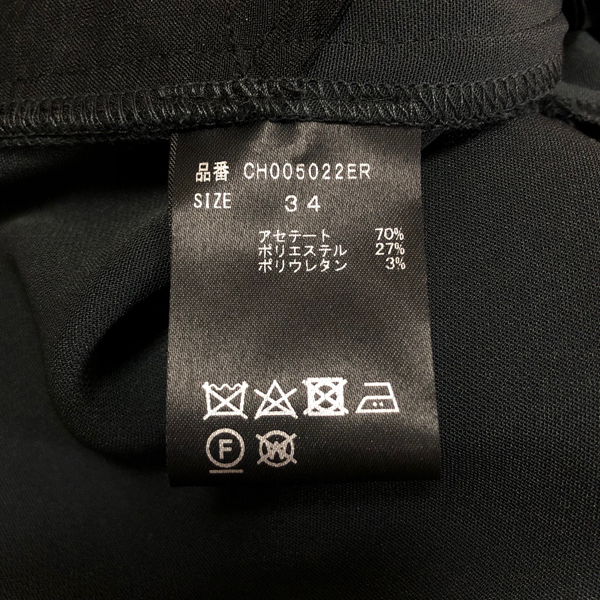 品番 CH005022ER
SIZE 34
アセテート 70%
ポリエステル 27%
ポリウレタン 3%
F W